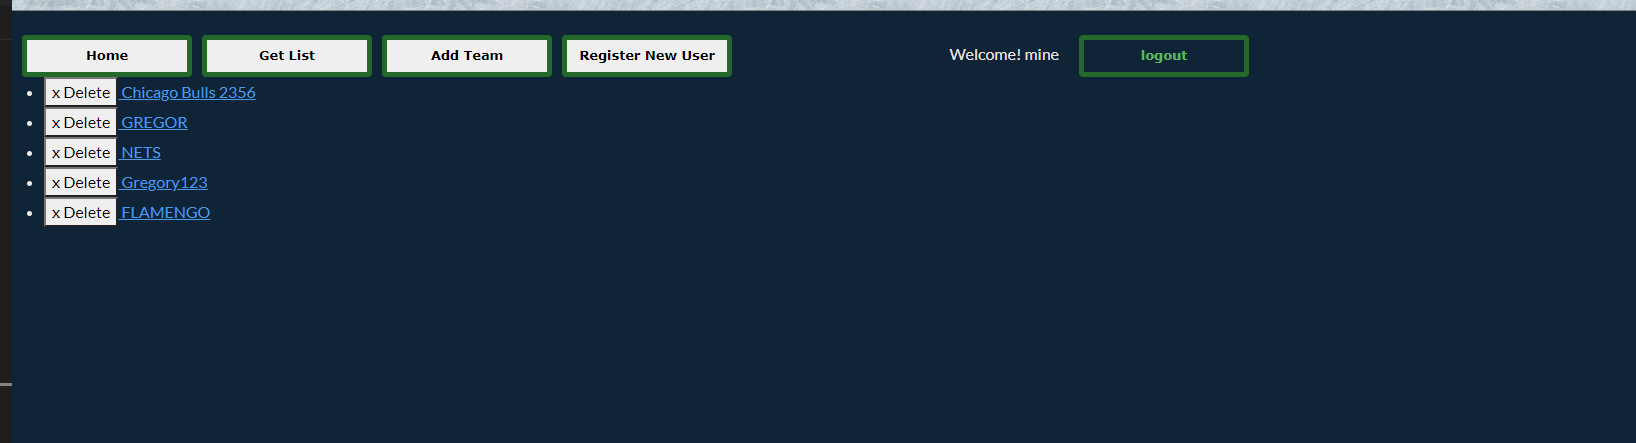 Home Get List Add Team Register New User Welcome! mine logout
x Delete Chicago Bulls 2356
x Delete GREGOR
x Delete NETS
x Delete Gregory123
x Delete FLAMENGO